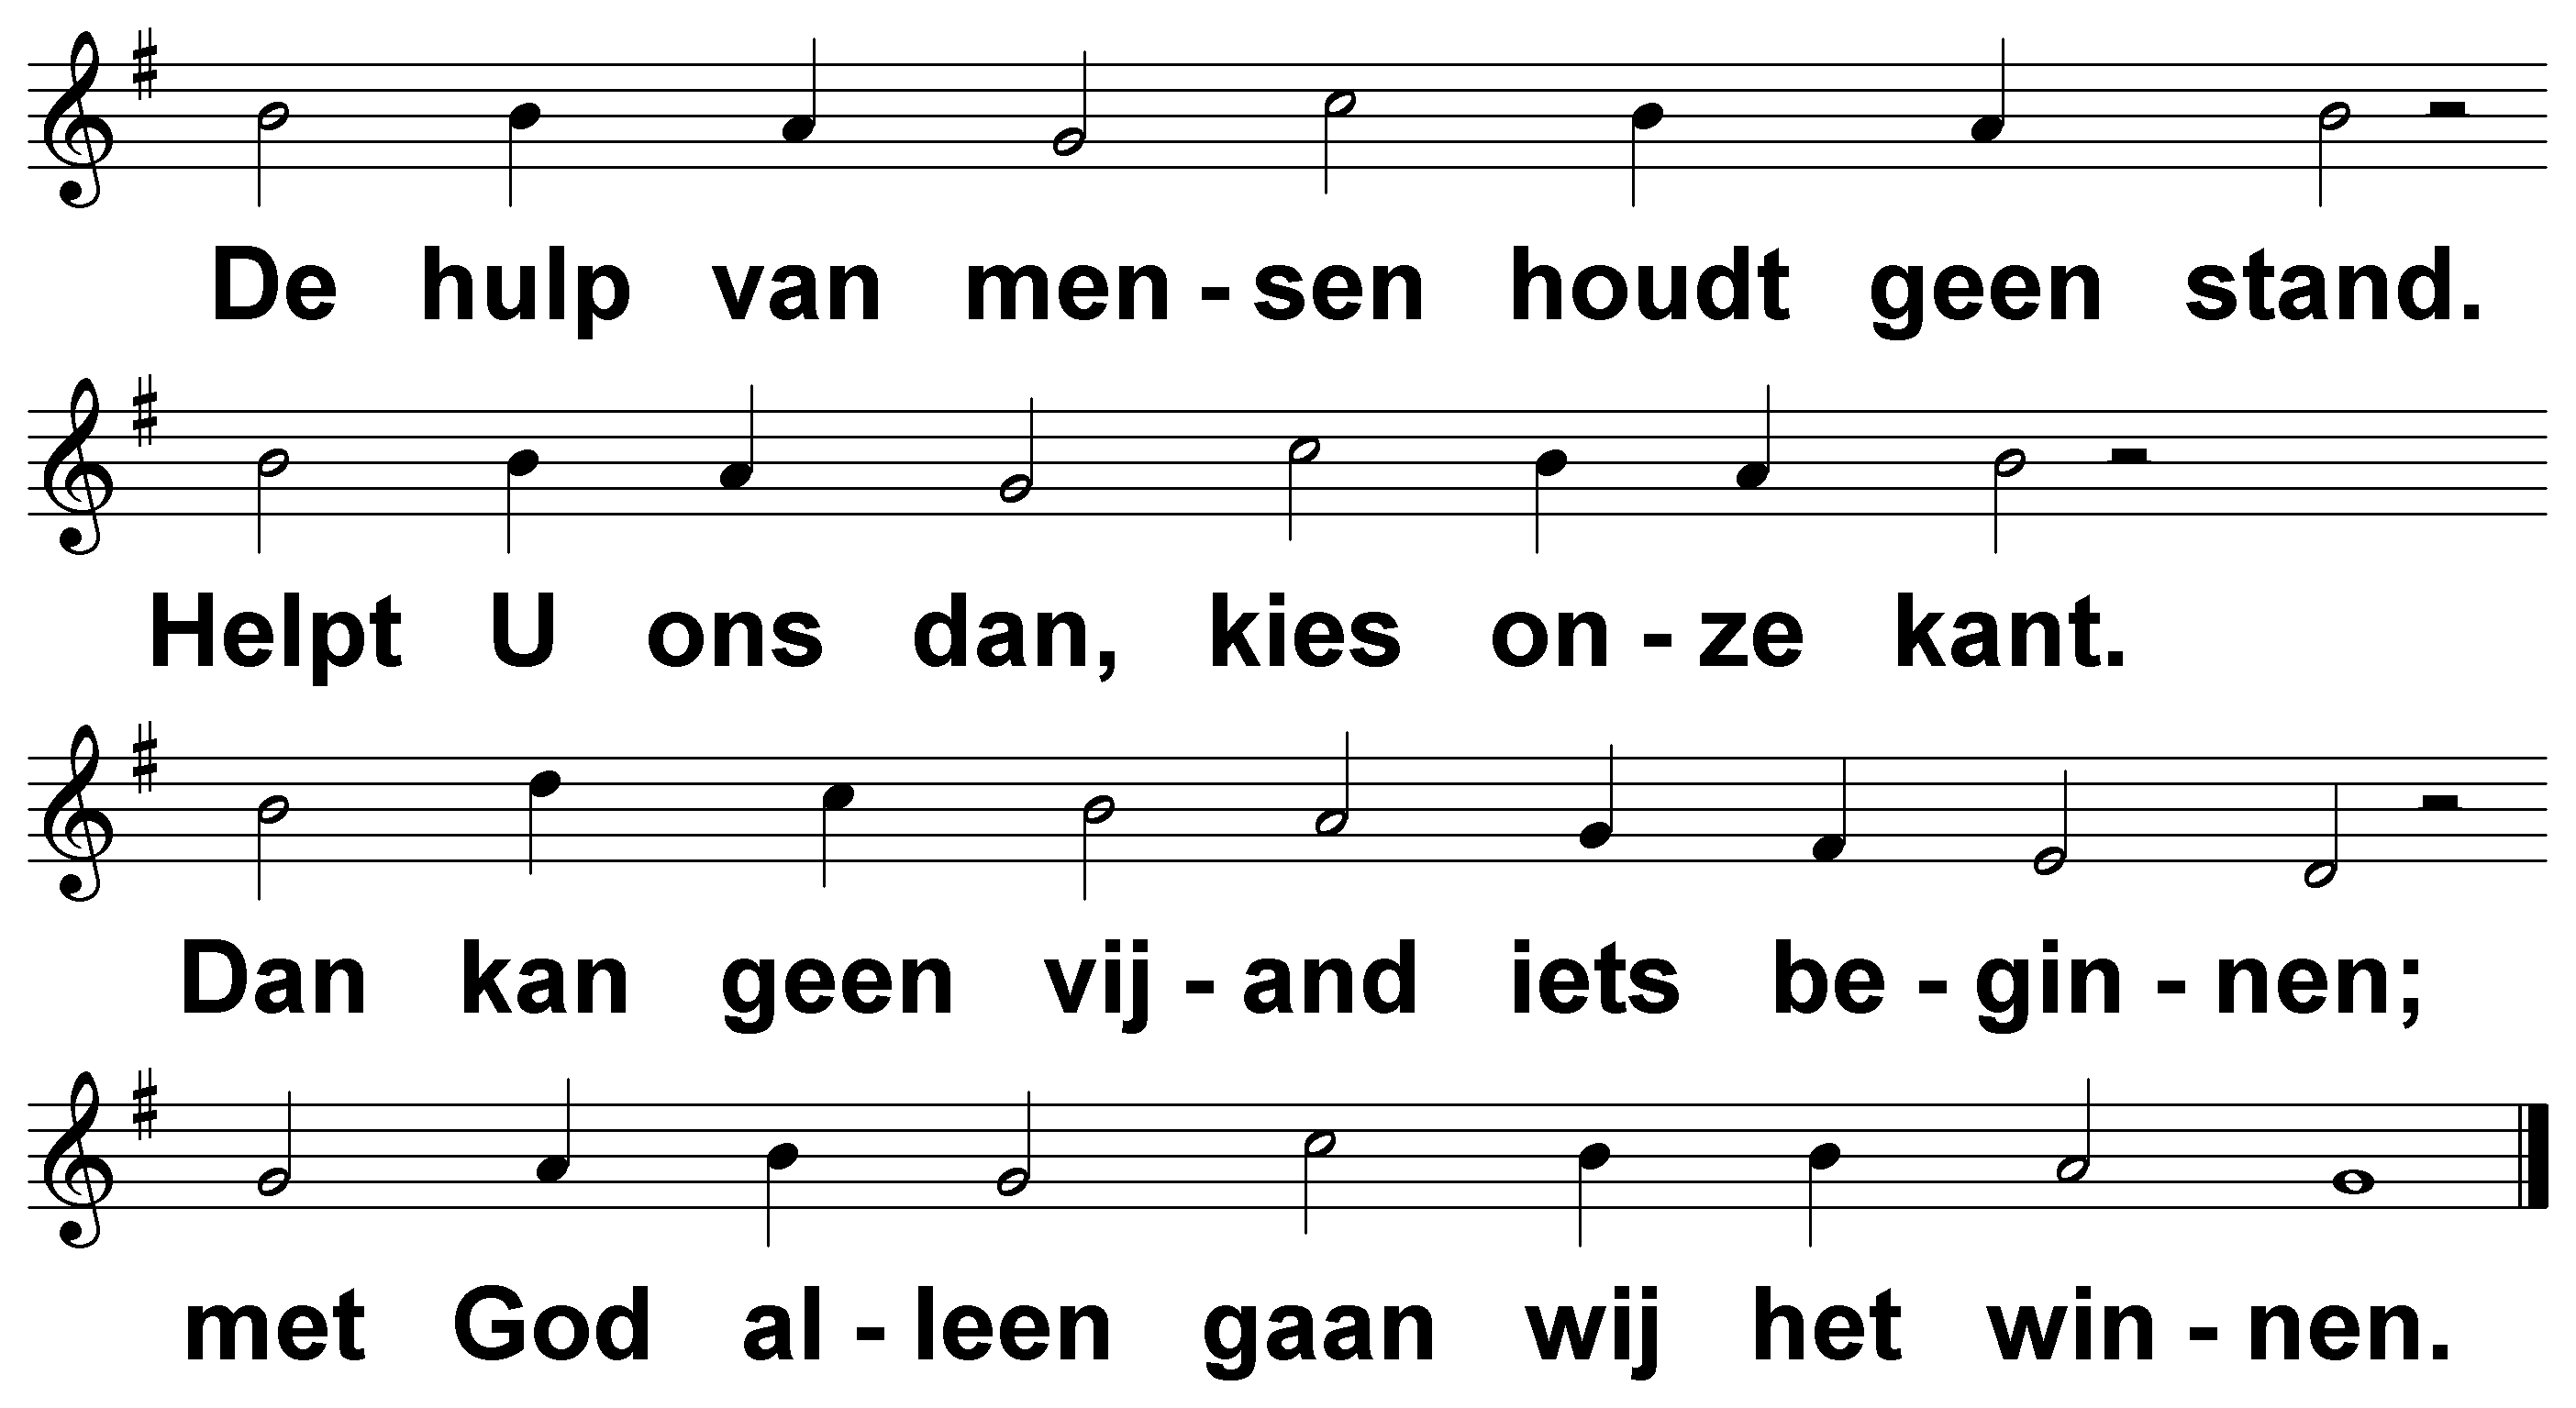 De hulp van men - sen houdt geen stand.
Helpt U ons dan, kies on - ze kant.
Dan kan geen vij - and iets be - gin - nen;
met God al - leen gaan wij het win - nen.